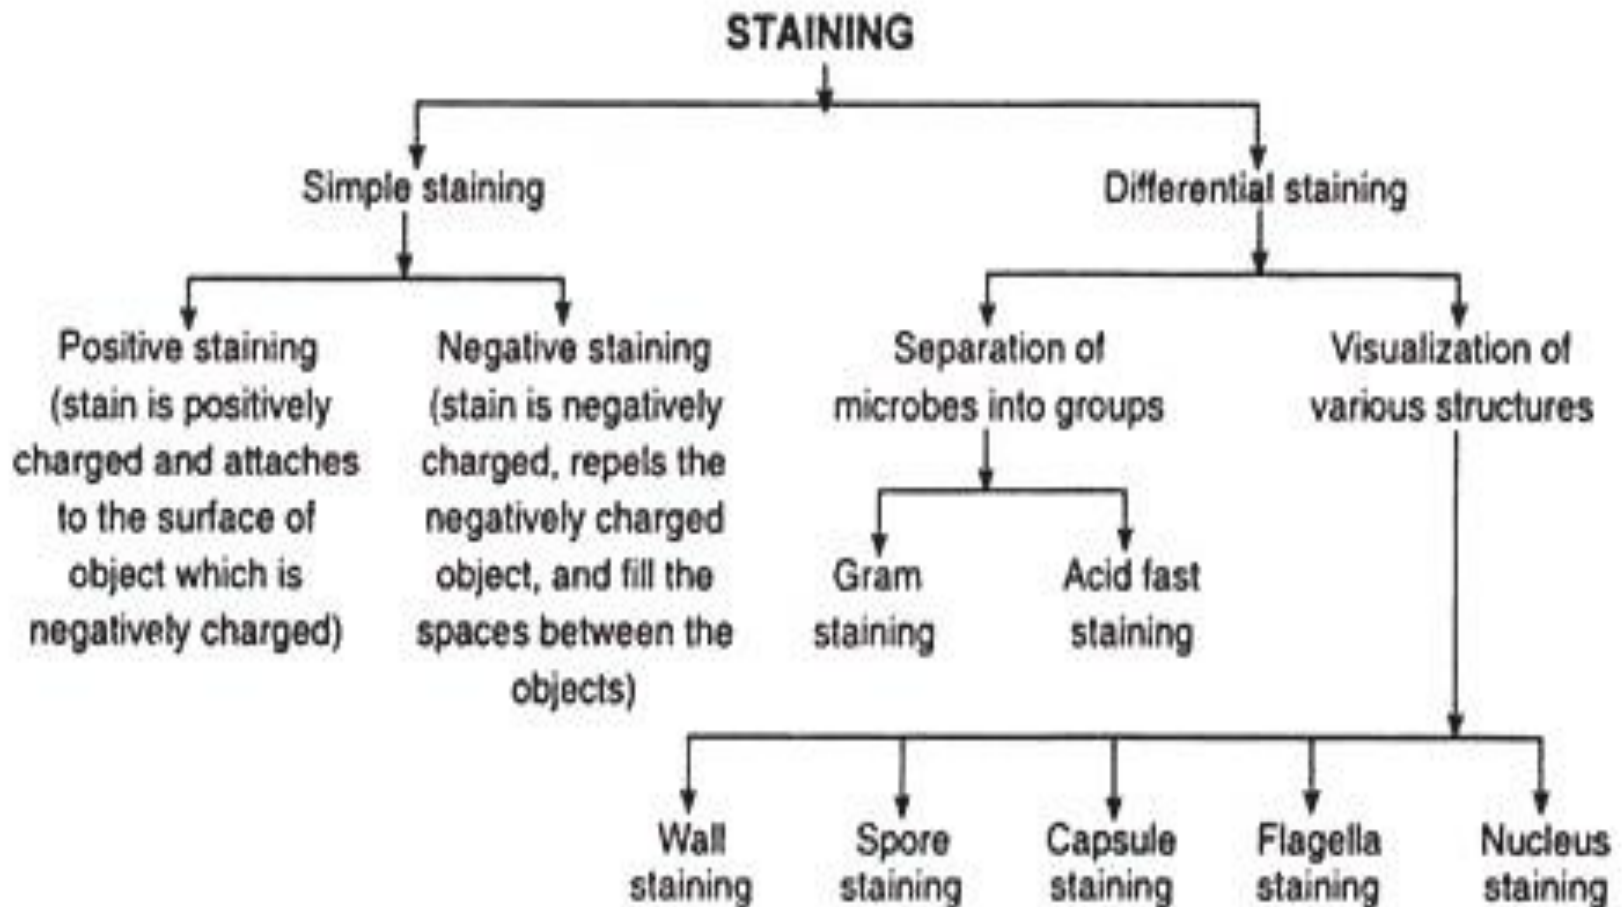 STAINING
Simple staining
Differential staining
Positive staining
(stain is positively
charged and attaches
to the surface of
object which is
negatively charged)
Negative staining
(stain is negatively
charged, repels the
negatively charged
object, and fill the
spaces between the
objects)
Separation of
microbes into groups
Visualization of
various structures
Gram
staining
Acid fast
staining
Wall
staining
Spore
staining
Capsule
staining
Flagella
staining
Nucleus
staining